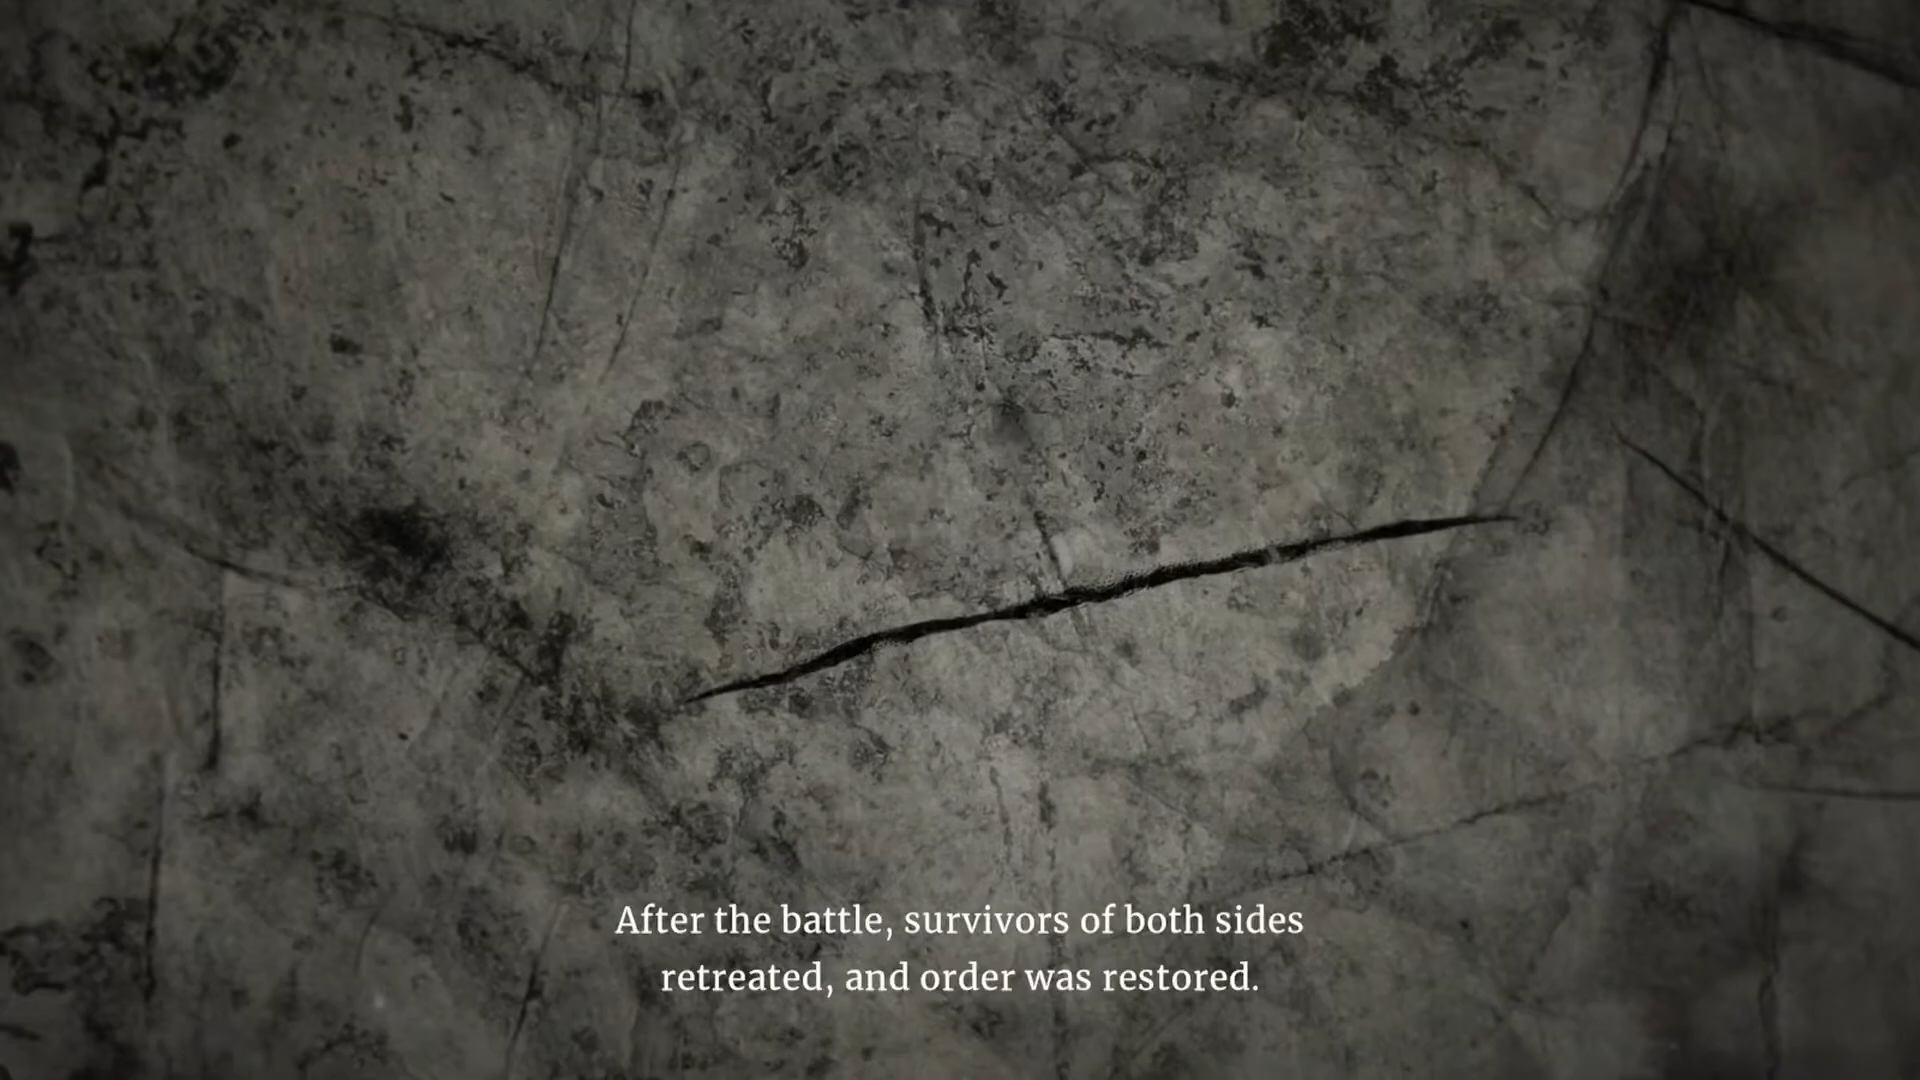 After the battle, survivors of both sides
retreated, and order was restored.